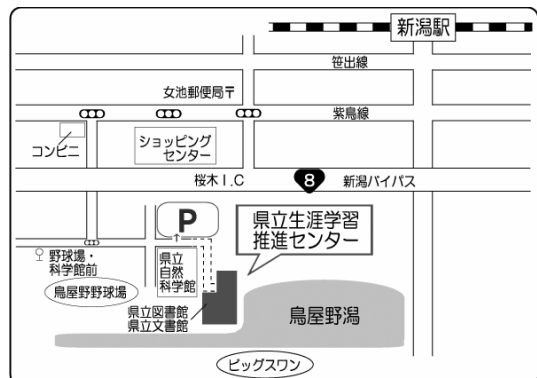 新潟駅
笹出線
女池郵便局〒
紫鳥線
コンビニ
ショッピング
センター
桜木I.C
8
新潟バイパス
P
県立生涯学習
推進センター
野球場・
科学館前
県立
自然
科学館
鳥屋野野球場
県立図書館
県立文書館
鳥屋野潟
ビッグスワン